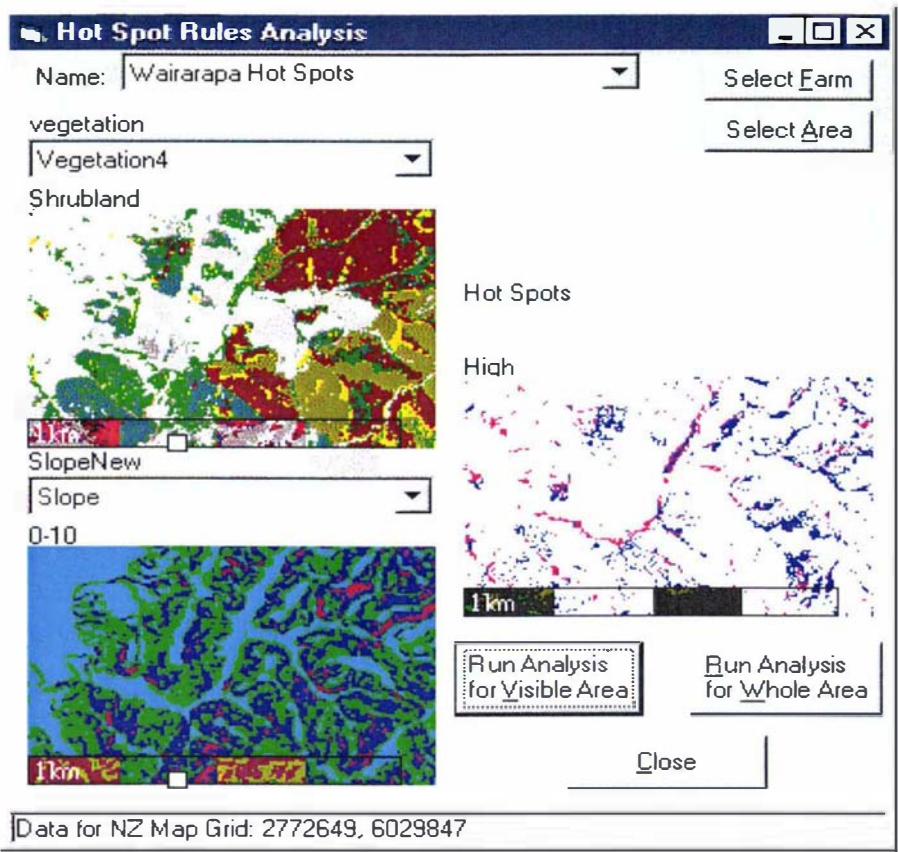 Hot Spot Rules Analysis
Name: Wairarapa Hot Spots
Select Farm
Select Area
vegetation
Vegetation4
Shrubland
1km
SlopeNew
Slope
0-10
1km
Hot Spots
High
1km
Run Analysis
for Visible Area
Run Analysis
for Whole Area
Close
Data for NZ Map Grid: 2772649, 6029847